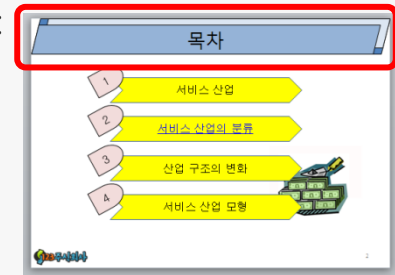 목차
1
서비스 산업
2
서비스 산업의 분류
3
산업 구조의 변화
4
서비스 산업 모형
2